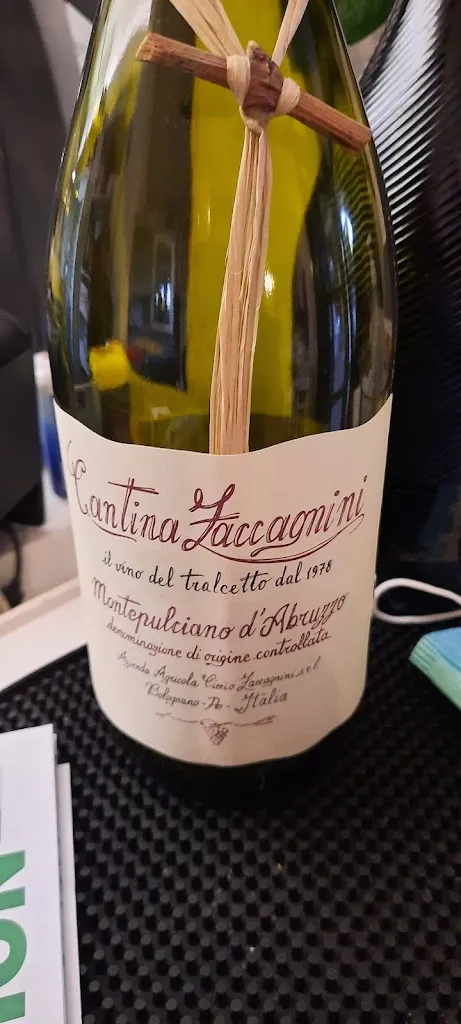 Cantina Zaccagnini
il vino del tralcetto dal 1978
Montepulciano d'Abruzzo
denominazione di origine controllata
Azienda Agricola "Ciccio Zaccagnini s.r.l
Bolognano - Pe - Italia
ION